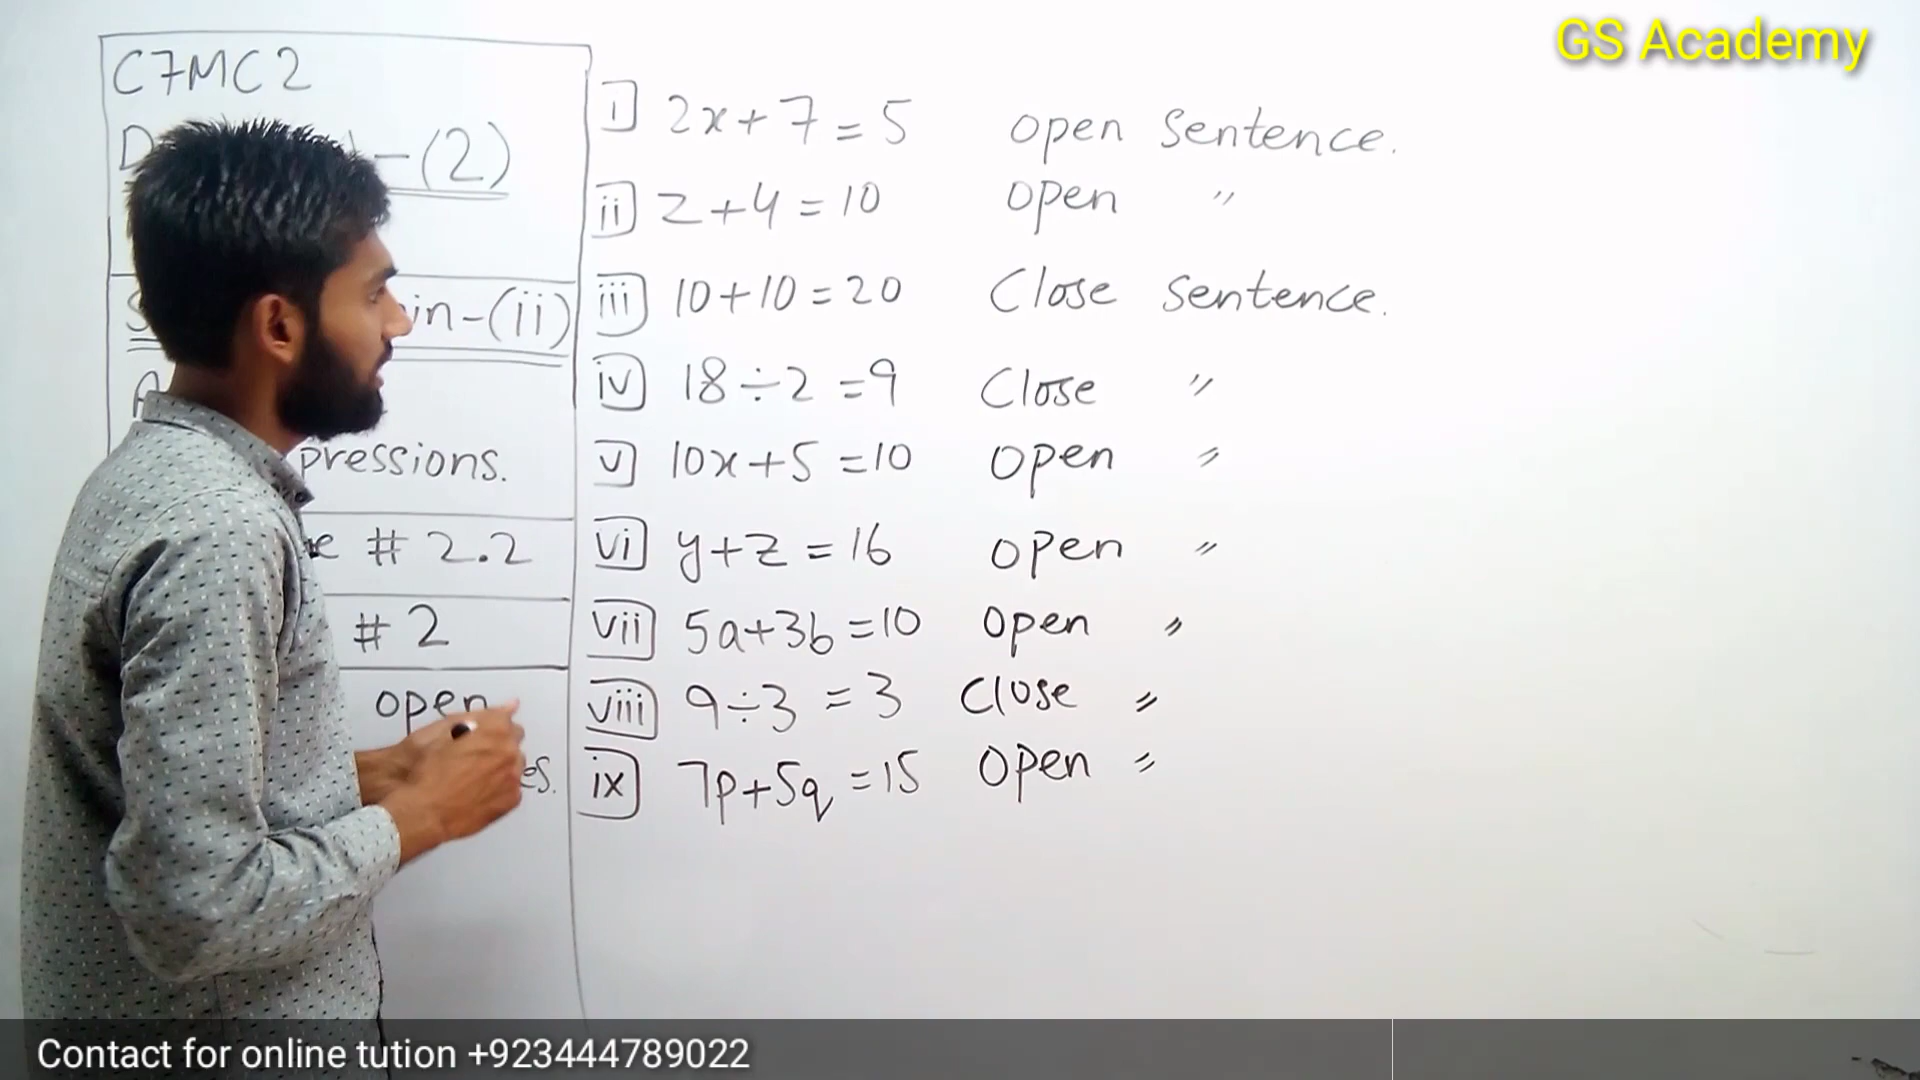 GS Academy
C7MC2
D -(2)
S in-(ii)
A
pressions.
# 2.2
# 2
open
es.
i 2x+7=5 open Sentence.
ii z+4=10 open "
iii 10+10=20 Close Sentence.
iv 18÷2=9 Close "
v 10x+5=10 open "
vi y+z=16 open "
vii 5a+3b=10 open "
viii 9÷3=3 Close "
ix 7p+5q=15 open "
Contact for online tution +923444789022